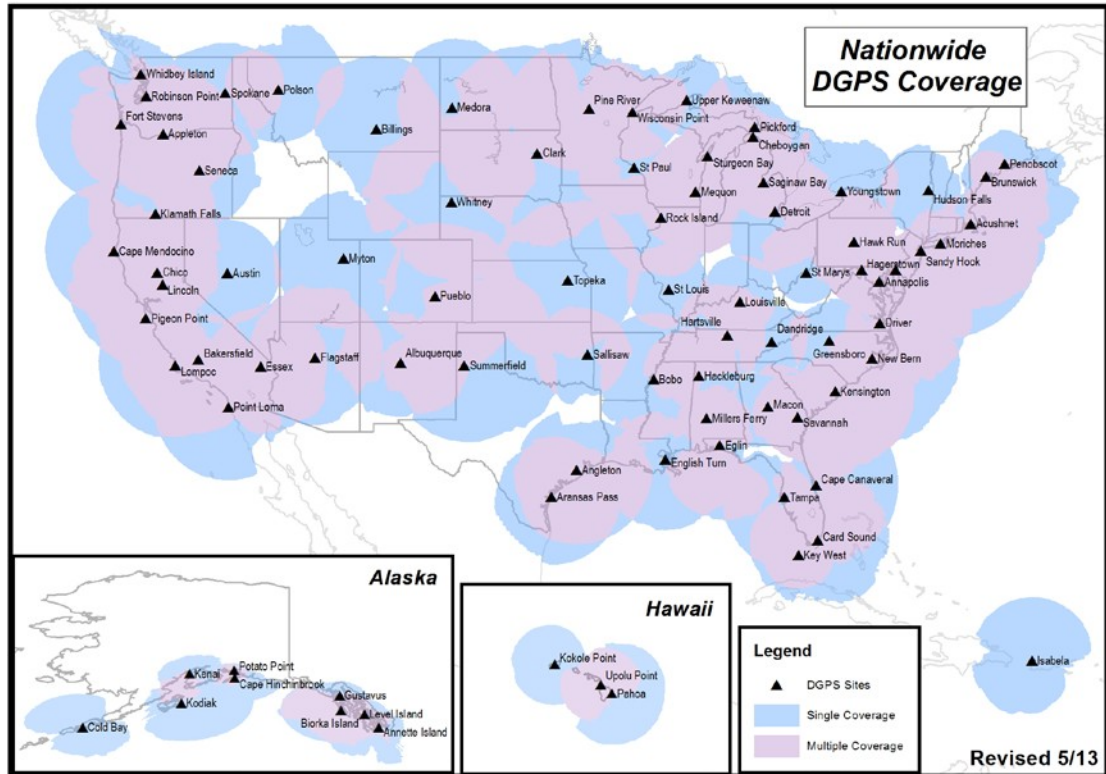 Nationwide
DGPS Coverage
Whidbey Island
Robinson Point
Spokane
Polson
Fort Stevens
Appleton
Seneca
Klamath Falls
Billings
Medora
Pine River
Upper Keweenaw
Wisconsin Point
Pickford
Cheboygan
Clark
St Paul
Sturgeon Bay
Saginaw Bay
Mequon
Whitney
Rock Island
Detroit
Youngstown
Hudson Falls
Penobscot
Brunswick
Acushnet
Moriches
Sandy Hook
Hawk Run
Hagerstown
Annapolis
St Marys
Cape Mendocino
Chico
Lincoln
Austin
Myton
Pueblo
Topeka
St Louis
Louisville
Pigeon Point
Hartsville
Dandridge
Driver
Greensboro
New Bern
Bakersfield
Lompoc
Essex
Flagstaff
Albuquerque
Summerfield
Sallisaw
Bobo
Hackleburg
Kensington
Macon
Savannah
Millers Ferry
Point Loma
Eglin
English Turn
Angleton
Aransas Pass
Cape Canaveral
Tampa
Card Sound
Key West
Isabela
Alaska
Kenai
Potato Point
Cape Hinchinbrook
Kodiak
Cold Bay
Gustavus
Biorka Island
Level Island
Annette Island
Hawaii
Kokole Point
Upolu Point
Pahoa
Legend
DGPS Sites
Single Coverage
Multiple Coverage
Revised 5/13